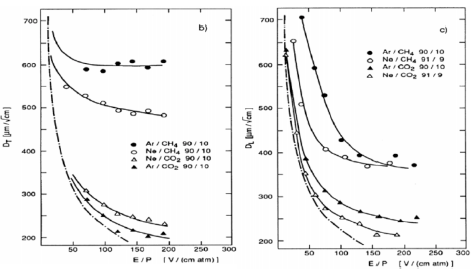 b)
700
600
500
400
300
200
D_T [μm/√cm]
Ar/CH₄ 90/10
Ne/CH₄ 90/10
Ne/CO₂ 90/10
Ar/CO₂ 90/10
50 100 150 200 250 300
E/P [V/(cm atm)]
c)
Ar/CH₄ 90/10
Ne/CH₄ 91/9
Ar/CO₂ 90/10
Ne/CO₂ 91/9
700
600
500
400
300
200
D_L [μm/√cm]
0 50 100 150 200 250 300
E/P [V/(cm atm)]